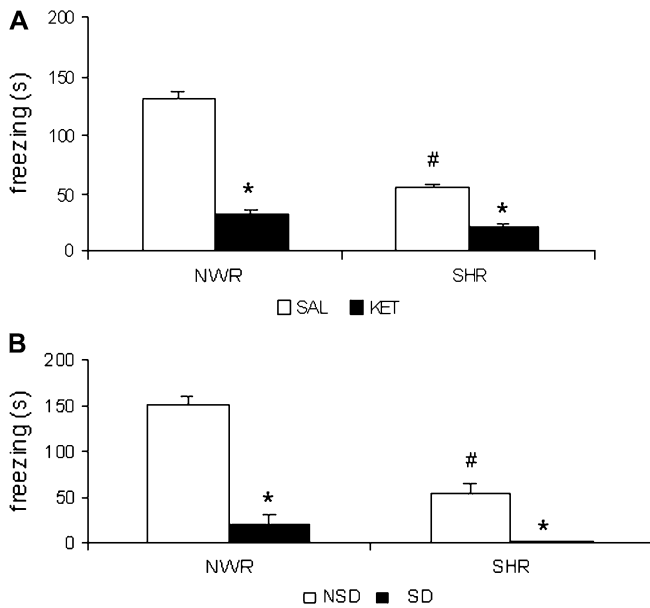 A
200
150
100
50
0
freezing (s)
*
#
*
NWR SHR
SAL KET
B
200
150
100
50
0
freezing (s)
*
#
*
NWR SHR
NSD SD